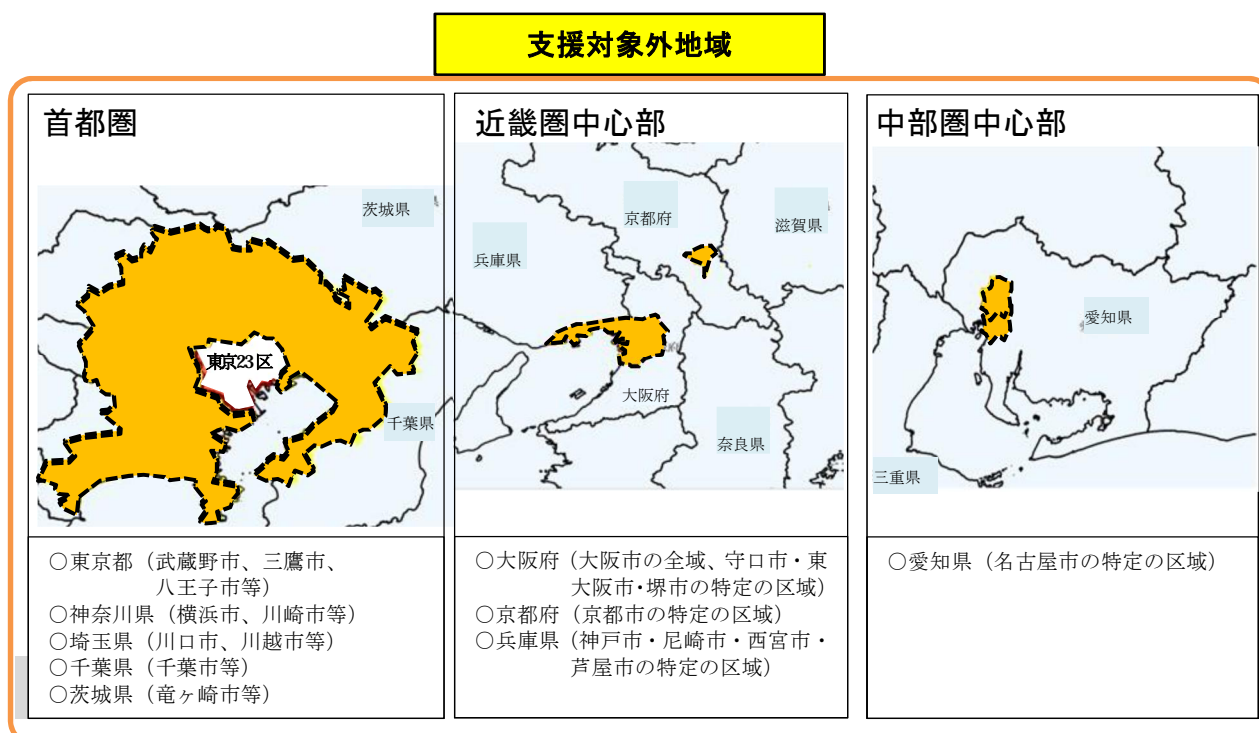 支援対象外地域
首都圏
茨城県
東京23区
千葉県
○東京都（武蔵野市、三鷹市、
八王子市等）
○神奈川県（横浜市、川崎市等）
○埼玉県（川口市、川越市等）
○千葉県（千葉市等）
○茨城県（竜ヶ崎市等）
近畿圏中心部
京都府
滋賀県
兵庫県
大阪府
奈良県
○大阪府（大阪市の全域、守口市・東
大阪市・堺市の特定の区域）
○京都府（京都市の特定の区域）
○兵庫県（神戸市・尼崎市・西宮市・
芦屋市の特定の区域）
中部圏中心部
愛知県
三重県
○愛知県（名古屋市の特定の区域）